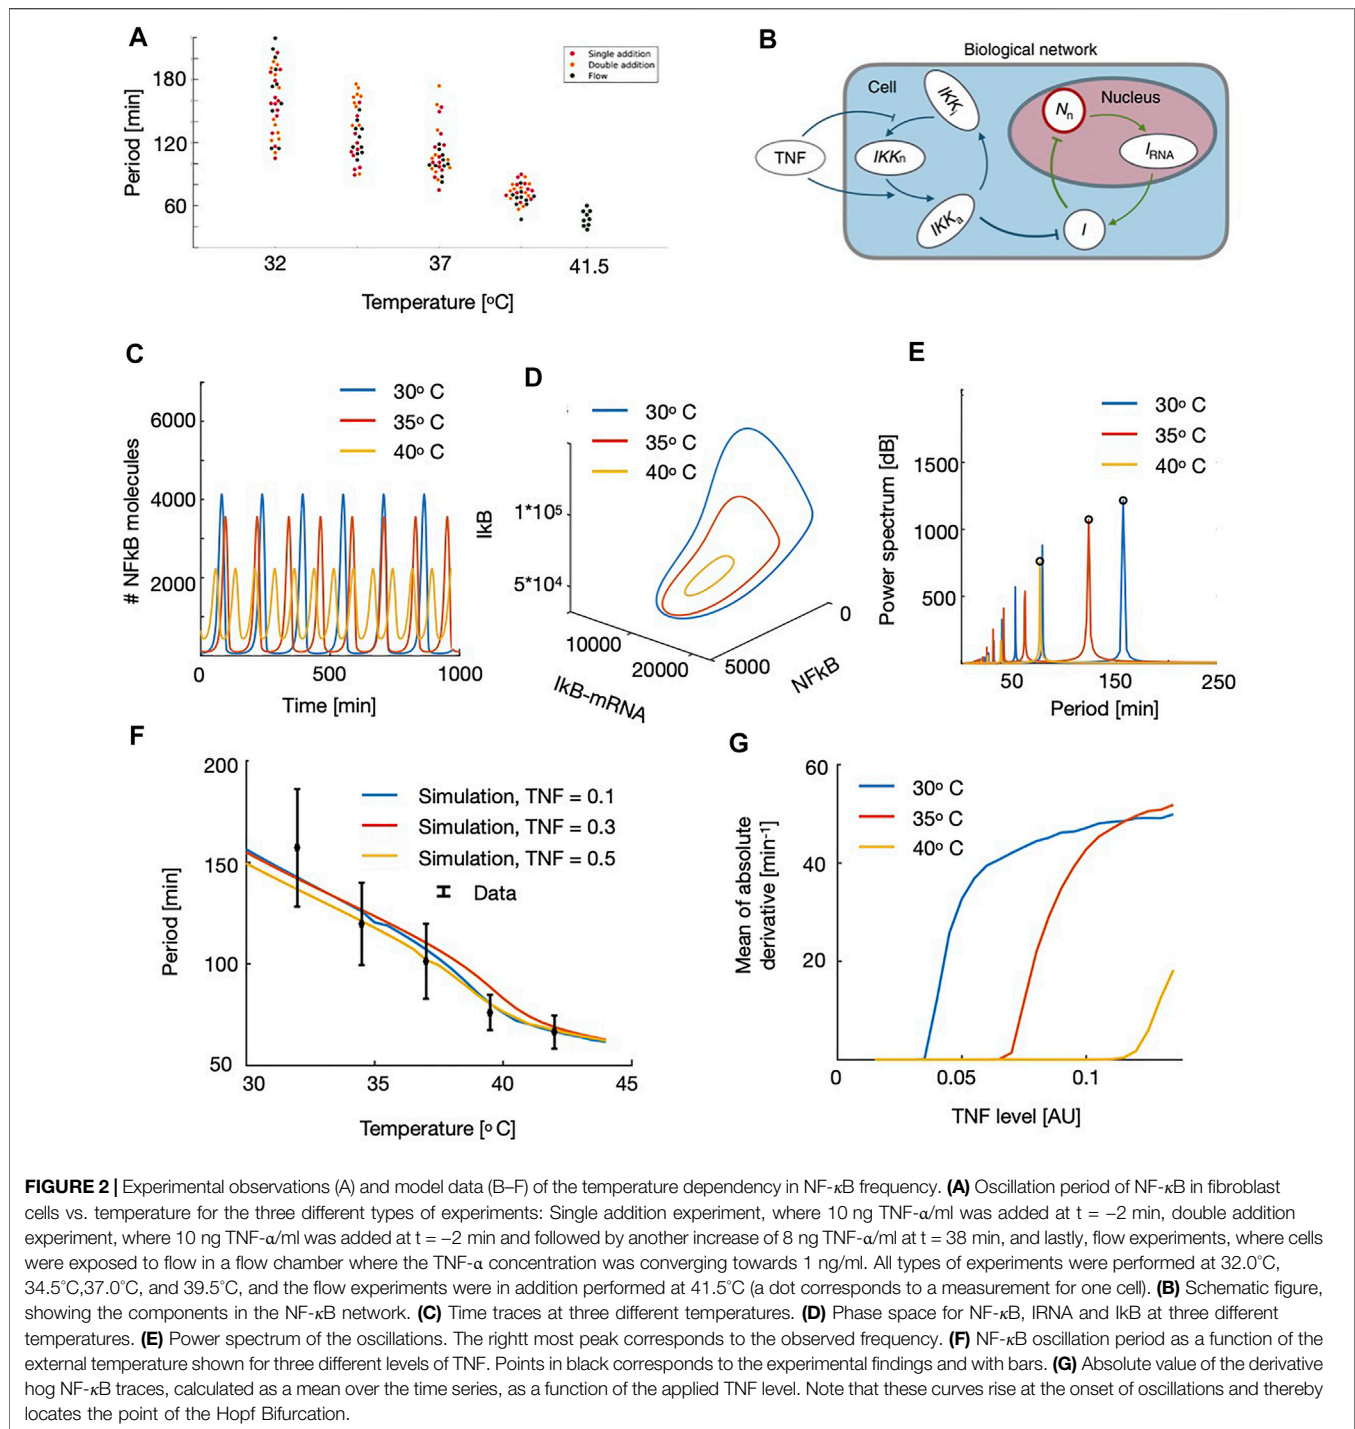 A
Single addition
Double addition
Flow
180
120
60
Period [min]
32
37
41.5
Temperature [ºC]
B
Biological network
Cell
Nucleus
TNF
IKKi
IKKn
IKKa
Nn
IRNA
I
C
30º C
35º C
40º C
6000
4000
2000
# NFkB molecules
0
500
1000
Time [min]
D
30º C
35º C
40º C
IkB
1*10⁵
5*10⁴
10000
20000
IkB-mRNA
5000
0
NFkB
E
30º C
35º C
40º C
1500
1000
500
Power spectrum [dB]
50
150
250
Period [min]
F
200
150
100
50
Period [min]
Simulation, TNF = 0.1
Simulation, TNF = 0.3
Simulation, TNF = 0.5
Data
30
35
40
45
Temperature [º C]
G
60
40
20
Mean of absolute
derivative [min⁻¹]
30º C
35º C
40º C
0
0.05
0.1
TNF level [AU]
FIGURE 2 | Experimental observations (A) and model data (B–F) of the temperature dependency in NF-κB frequency. (A) Oscillation period of NF-κB in fibroblast
cells vs. temperature for the three different types of experiments: Single addition experiment, where 10 ng TNF-α/ml was added at t = −2 min, double addition
experiment, where 10 ng TNF-α/ml was added at t = −2 min and followed by another increase of 8 ng TNF-α/ml at t = 38 min, and lastly, flow experiments, where cells
were exposed to flow in a flow chamber where the TNF-α concentration was converging towards 1 ng/ml. All types of experiments were performed at 32.0°C,
34.5°C,37.0°C, and 39.5°C, and the flow experiments were in addition performed at 41.5°C (a dot corresponds to a measurement for one cell). (B) Schematic figure,
showing the components in the NF-κB network. (C) Time traces at three different temperatures. (D) Phase space for NF-κB, IRNA and IkB at three different
temperatures. (E) Power spectrum of the oscillations. The rightt most peak corresponds to the observed frequency. (F) NF-κB oscillation period as a function of the
external temperature shown for three different levels of TNF. Points in black corresponds to the experimental findings and with bars. (G) Absolute value of the derivative
hog NF-κB traces, calculated as a mean over the time series, as a function of the applied TNF level. Note that these curves rise at the onset of oscillations and thereby
locates the point of the Hopf Bifurcation.